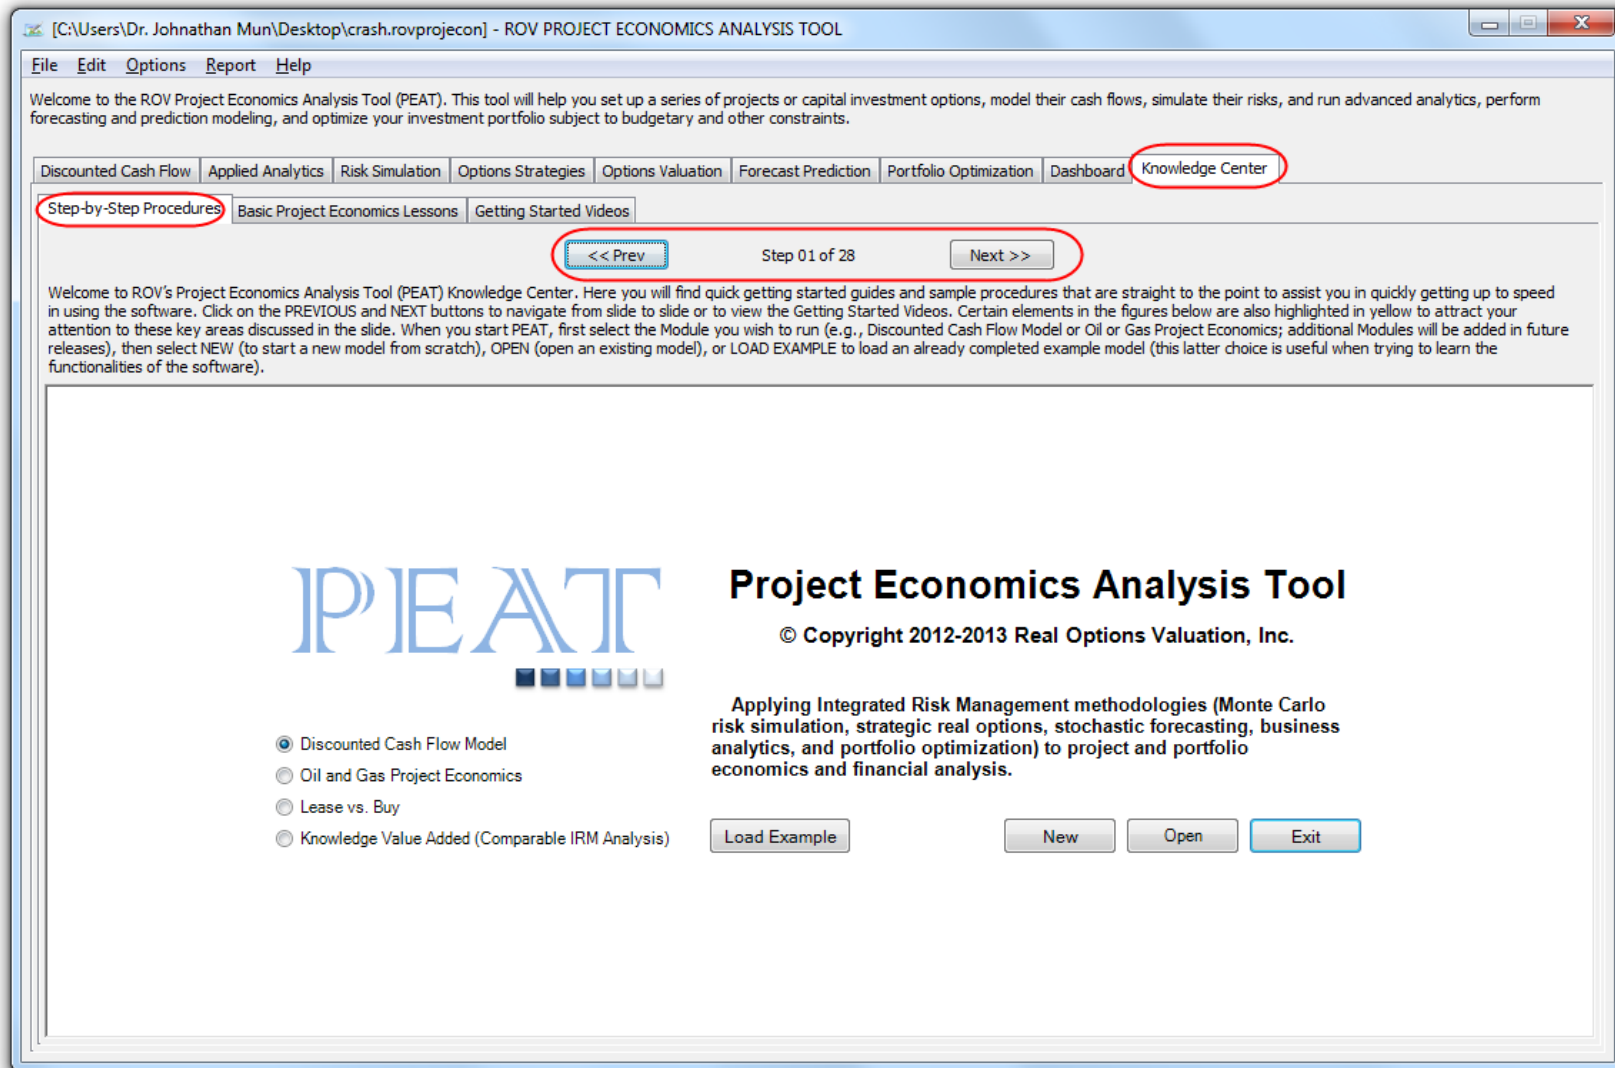 [C:\Users\Dr. Johnathan Mun\Desktop\crash.rovprojecon] - ROV PROJECT ECONOMICS ANALYSIS TOOL
File Edit Options Report Help
Welcome to the ROV Project Economics Analysis Tool (PEAT). This tool will help you set up a series of projects or capital investment options, model their cash flows, simulate their risks, and run advanced analytics, perform
forecasting and prediction modeling, and optimize your investment portfolio subject to budgetary and other constraints.
Discounted Cash Flow Applied Analytics Risk Simulation Options Strategies Options Valuation Forecast Prediction Portfolio Optimization Dashboard Knowledge Center
Step-by-Step Procedures Basic Project Economics Lessons Getting Started Videos
<< Prev Step 01 of 28 Next >>
Welcome to ROV's Project Economics Analysis Tool (PEAT) Knowledge Center. Here you will find quick getting started guides and sample procedures that are straight to the point to assist you in quickly getting up to speed
in using the software. Click on the PREVIOUS and NEXT buttons to navigate from slide to slide or to view the Getting Started Videos. Certain elements in the figures below are also highlighted in yellow to attract your
attention to these key areas discussed in the slide. When you start PEAT, first select the Module you wish to run (e.g., Discounted Cash Flow Model or Oil or Gas Project Economics; additional Modules will be added in future
releases), then select NEW (to start a new model from scratch), OPEN (open an existing model), or LOAD EXAMPLE to load an already completed example model (this latter choice is useful when trying to learn the
functionalities of the software).
PEAT
Project Economics Analysis Tool
© Copyright 2012-2013 Real Options Valuation, Inc.
Applying Integrated Risk Management methodologies (Monte Carlo
risk simulation, strategic real options, stochastic forecasting, business
analytics, and portfolio optimization) to project and portfolio
economics and financial analysis.
Discounted Cash Flow Model
Oil and Gas Project Economics
Lease vs. Buy
Knowledge Value Added (Comparable IRM Analysis)
Load Example New Open Exit